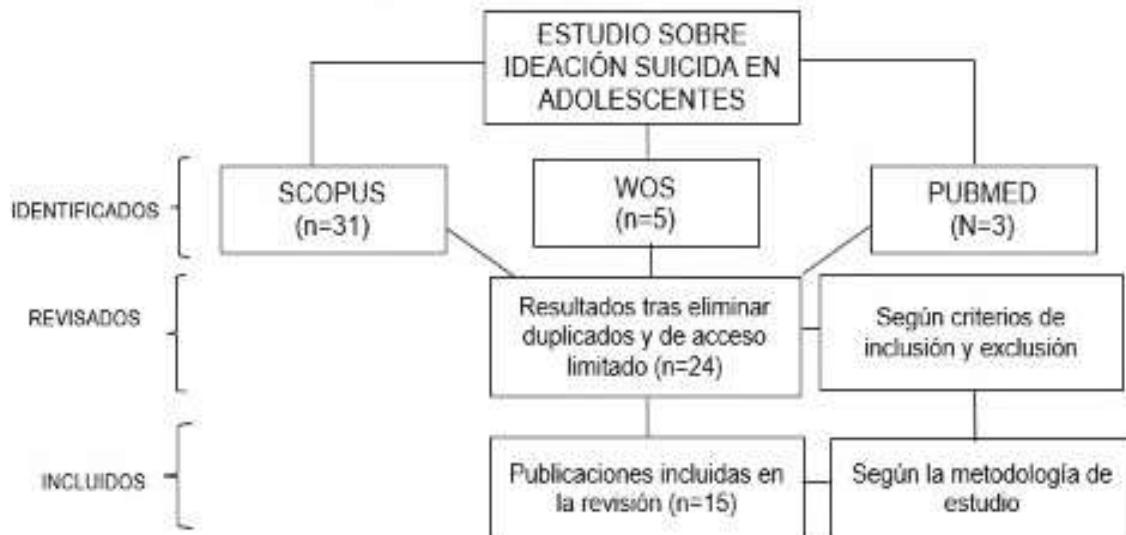 ESTUDIO SOBRE
IDEACIÓN SUICIDA EN
ADOLESCENTES
IDENTIFICADOS
SCOPUS
(n=31)
WOS
(n=5)
PUBMED
(N=3)
REVISADOS
Resultados tras eliminar
duplicados y de acceso
limitado (n=24)
Según criterios de
inclusión y exclusión
INCLUIDOS
Publicaciones incluidas en
la revisión (n=15)
Según la metodología de
estudio